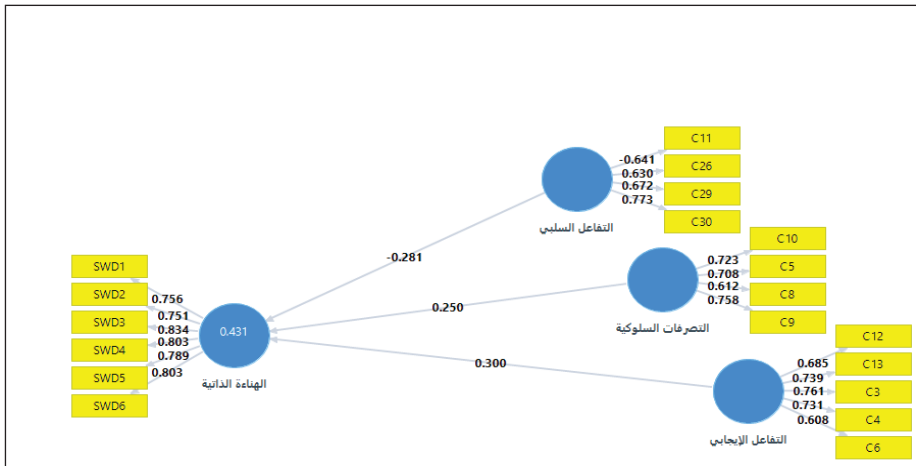 C11
-0.641
C26
0.630
0.672
C29
0.773
C30
التفاعل السلبي
-0.281
C10
0.723
C5
0.708
0.612
C8
0.758
C9
التصرفات السلوكية
0.250
SWD1
0.756
SWD2
0.751
SWD3
0.834
0.803
SWD4
0.789
SWD5
0.803
SWD6
0.431
الهناءة الذاتية
C12
0.685
C13
0.739
0.761
C3
0.731
C4
0.608
C6
0.300
التفاعل الإيجابي